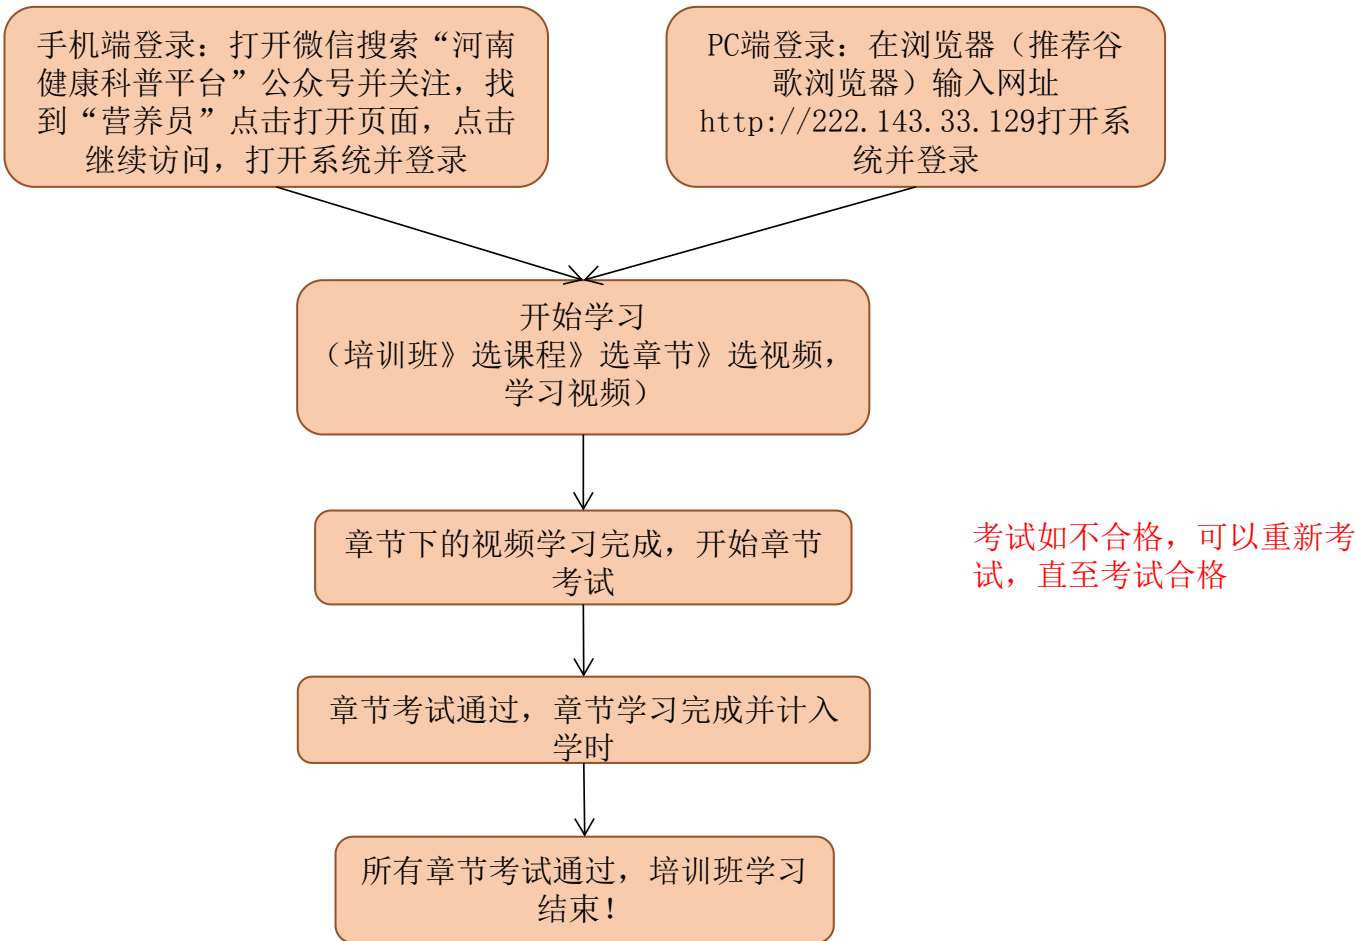 手机端登录：打开微信搜索“河南
健康科普平台”公众号并关注，找
到“营养员”点击打开页面，点击
继续访问，打开系统并登录
PC端登录：在浏览器（推荐谷
歌浏览器）输入网址
http://222.143.33.129打开系
统并登录
开始学习
（培训班》选课程》选章节》选视频，
学习视频）
章节下的视频学习完成，开始章节
考试
考试如不合格，可以重新考
试，直至考试合格
章节考试通过，章节学习完成并计入
学时
所有章节考试通过，培训班学习
结束！